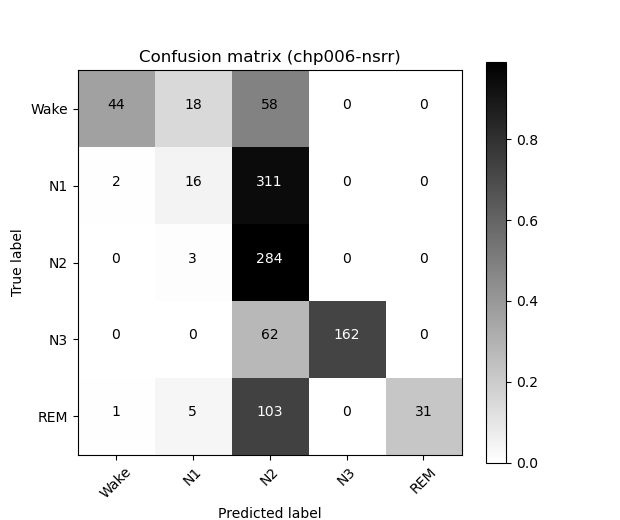 Confusion matrix (chp006-nsrr)
Wake 44 18 58 0 0
N1 2 16 311 0 0
N2 0 3 284 0 0
N3 0 0 62 162 0
REM 1 5 103 0 31
Wake N1 N2 N3 REM
True label
Predicted label
0.8
0.6
0.4
0.2
0.0